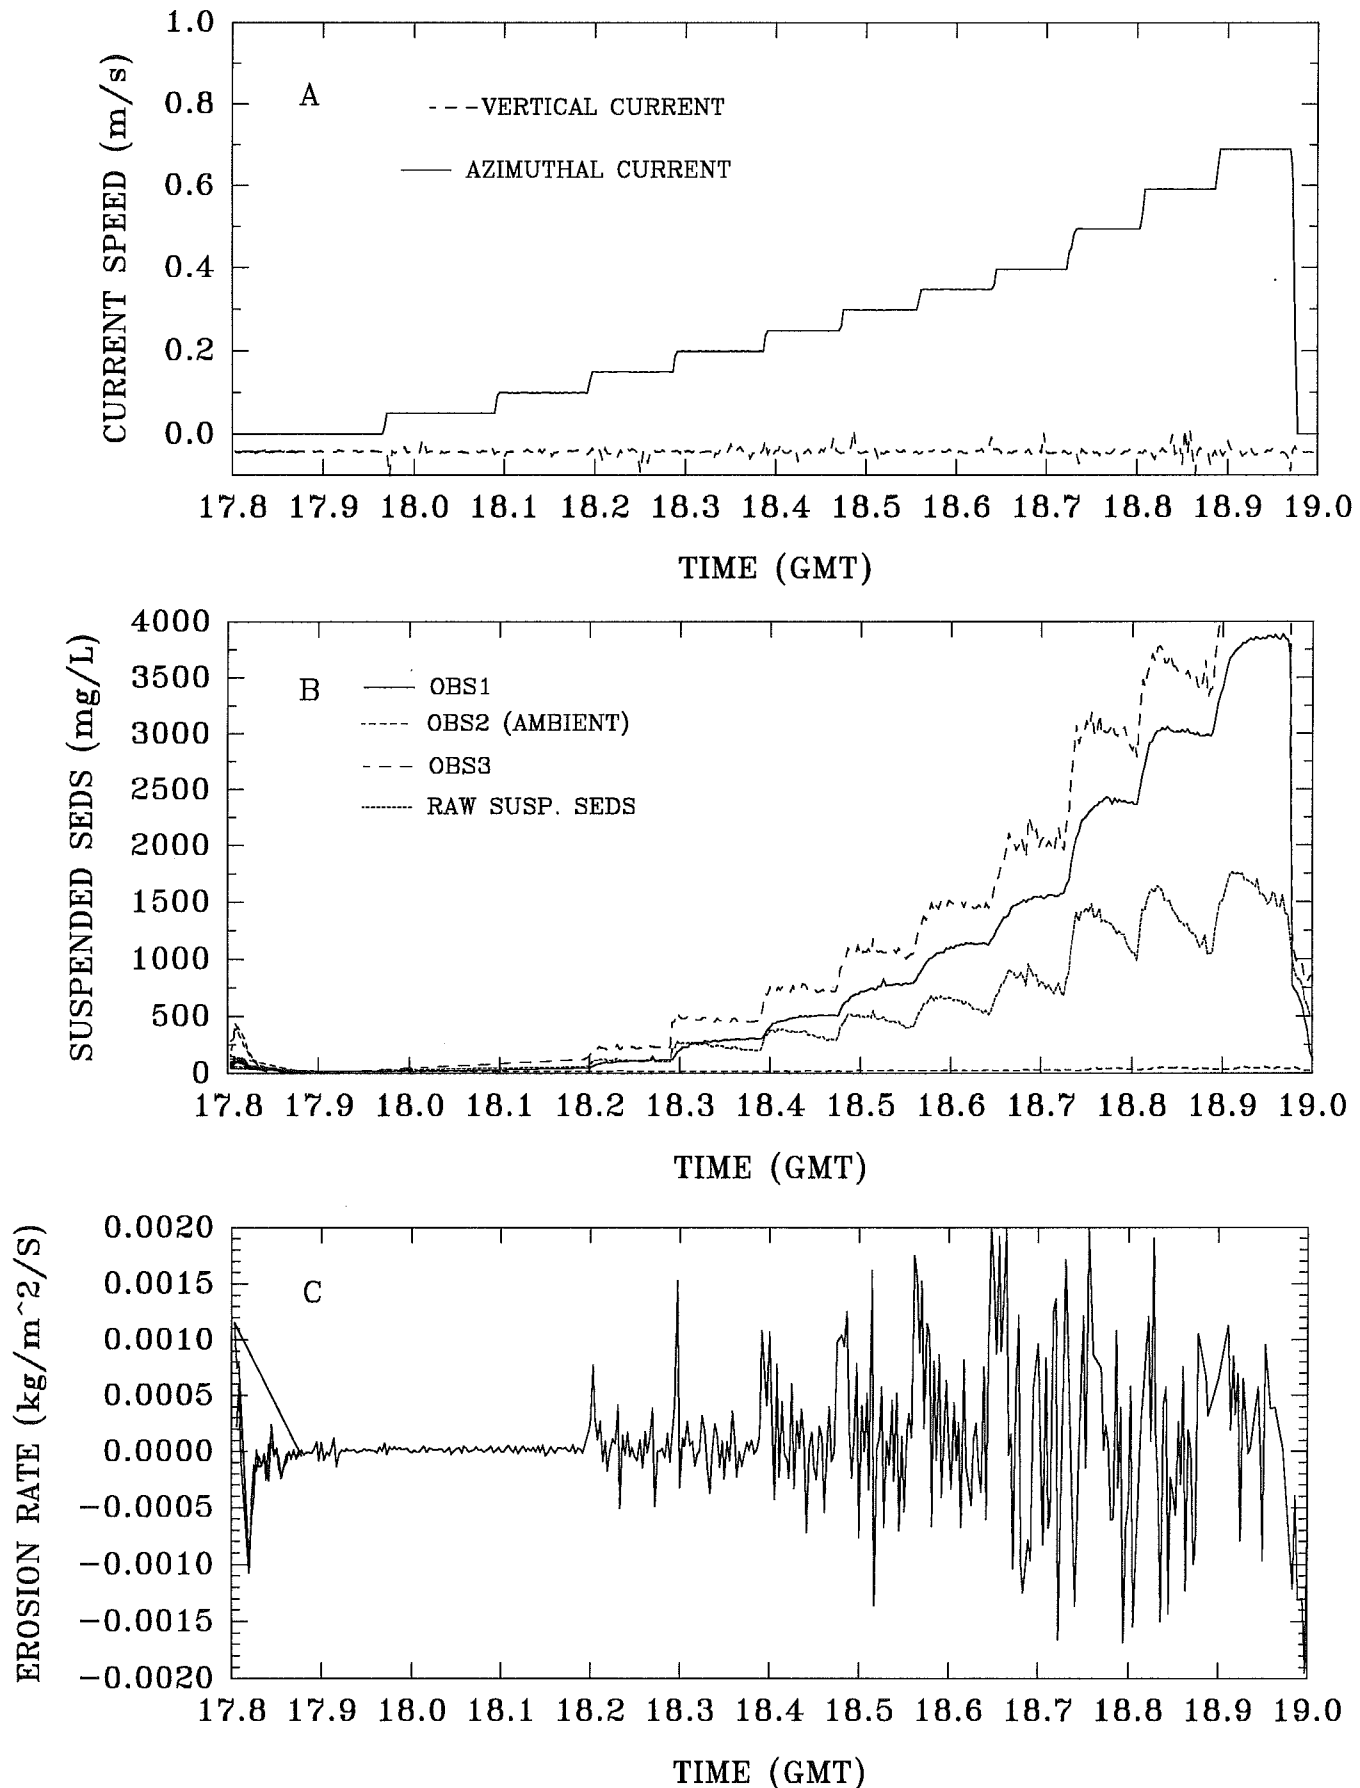 CURRENT SPEED (m/s)
1.0
0.8
0.6
0.4
0.2
0.0
A
- - - VERTICAL CURRENT
AZIMUTHAL CURRENT
17.8 17.9 18.0 18.1 18.2 18.3 18.4 18.5 18.6 18.7 18.8 18.9 19.0
TIME (GMT)
SUSPENDED SEDS (mg/L)
4000
3500
3000
2500
2000
1500
1000
500
0
B
OBS1
OBS2 (AMBIENT)
OBS3
RAW SUSP. SEDS
17.8 17.9 18.0 18.1 18.2 18.3 18.4 18.5 18.6 18.7 18.8 18.9 19.0
TIME (GMT)
EROSION RATE (kg/m^2/S)
0.0020
0.0015
0.0010
0.0005
0.0000
-0.0005
-0.0010
-0.0015
-0.0020
C
17.8 17.9 18.0 18.1 18.2 18.3 18.4 18.5 18.6 18.7 18.8 18.9 19.0
TIME (GMT)